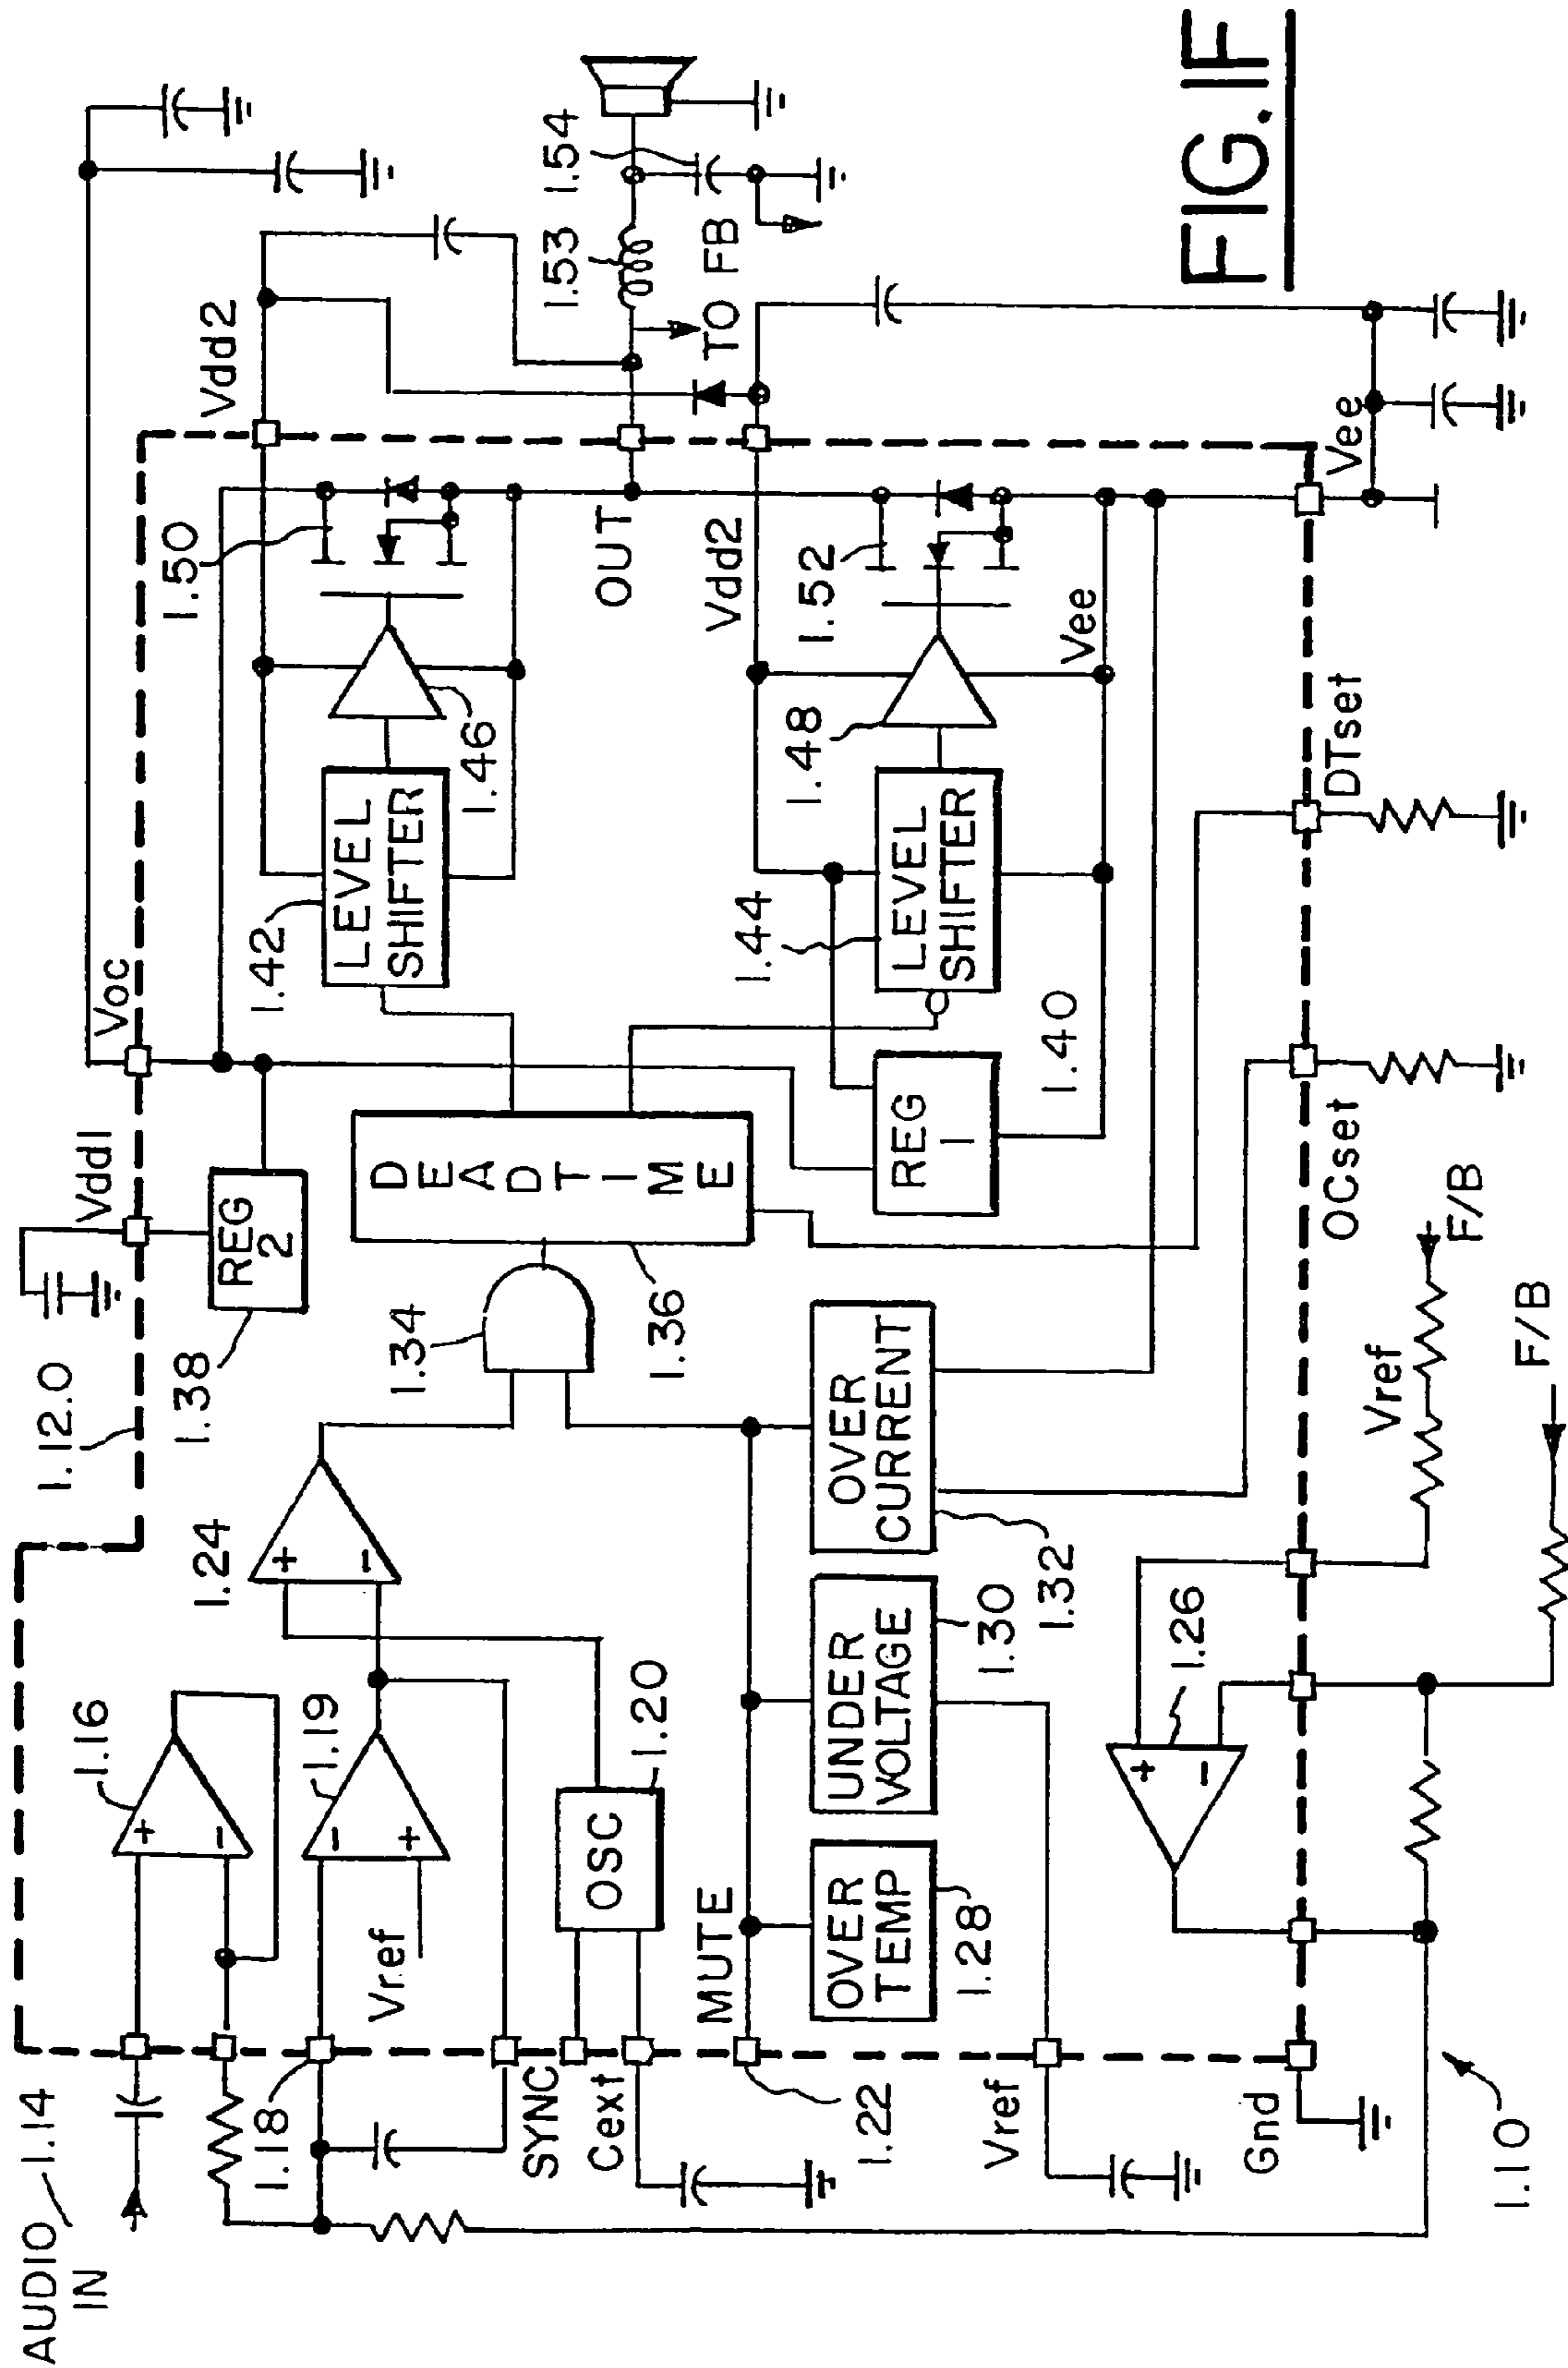 AUDIO 1.14
IN
1.16
1.18
1.19
Vref
SYNC
Cext
OSC
1.20
1.24
1.12.0
Vdd1
1.38
REG
2
Voc
MUTE
1.22
OVER
TEMP
1.28
UNDER
VOLTAGE
1.30
OVER
CURRENT
1.32
1.34
DEAD TIME
1.36
1.42
LEVEL
SHIFTER
1.46
1.50
Vdd2
OUT
1.44
LEVEL
SHIFTER
1.48
1.52
Vdd2
Vee
REG
1
1.40
1.53
1.54
TO FB
Vee
DTset
OCset
Vref
F/B
F/B
1.26
Vref
Gnd
1.10
FIG. 1F